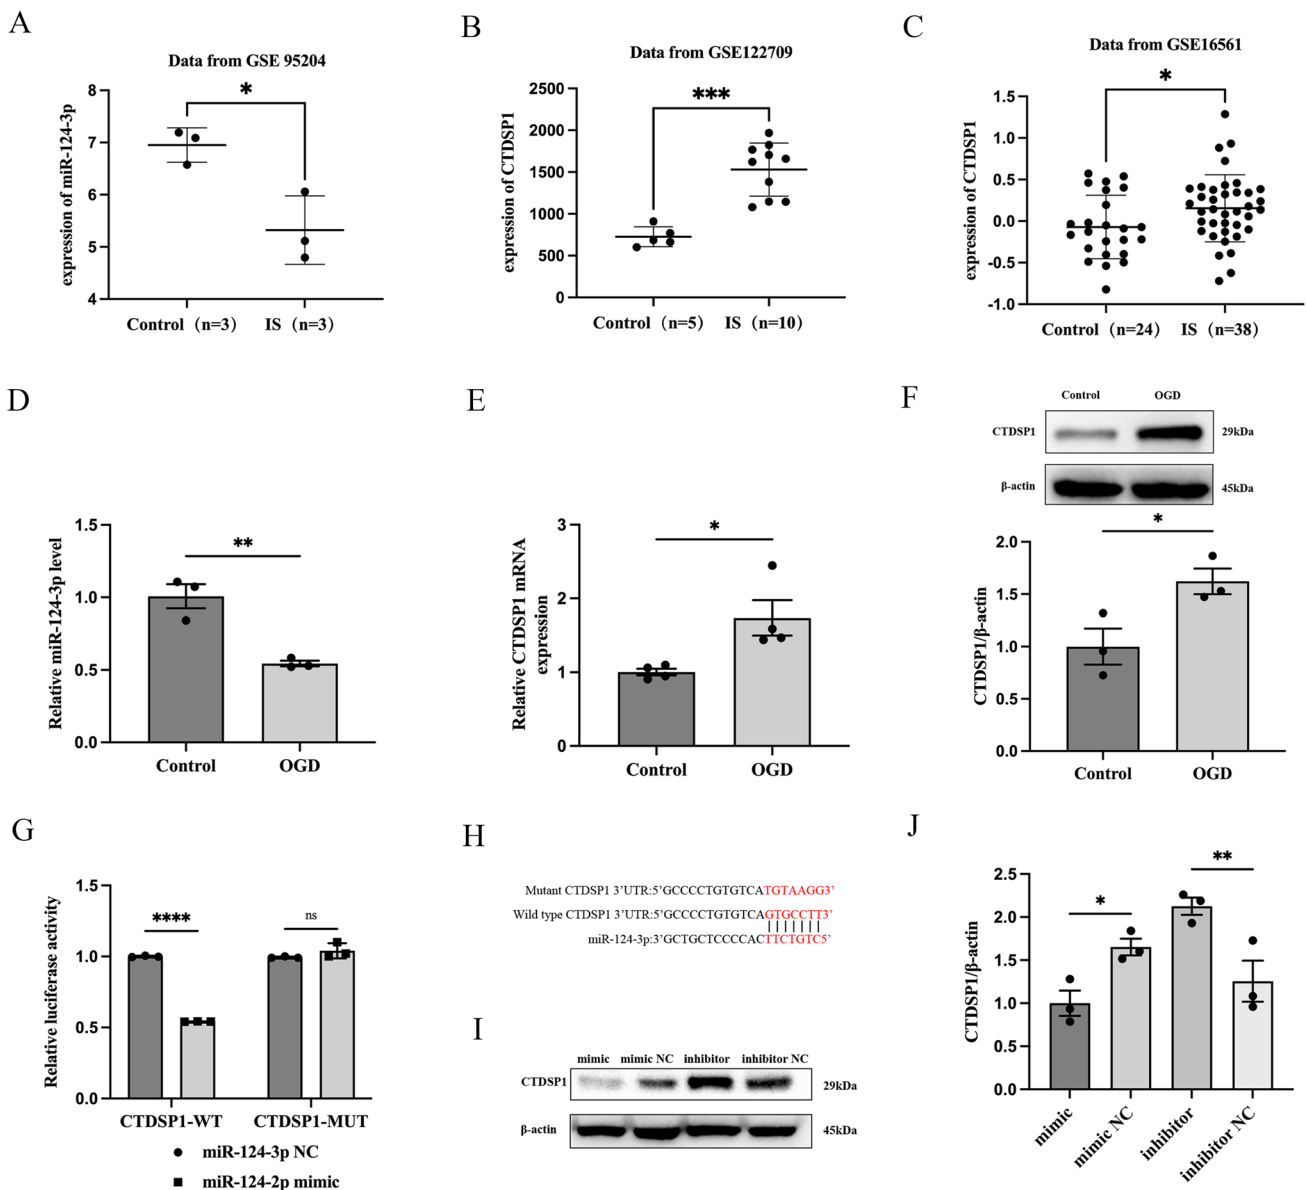 A
Data from GSE 95204
*
expression of miR-124-3p
8
7
6
5
4
Control (n=3)
IS (n=3)
B
Data from GSE122709
***
expression of CTDSP1
2500
2000
1500
1000
500
0
Control (n=5)
IS (n=10)
C
Data from GSE16561
*
expression of CTDSP1
1.5
1.0
0.5
0.0
-0.5
-1.0
Control (n=24)
IS (n=38)
D
**
Relative miR-124-3p level
1.5
1.0
0.5
0.0
Control
OGD
E
*
Relative CTDSP1 mRNA
expression
3
2
1
0
Control
OGD
F
Control
OGD
CTDSP1
29kDa
β-actin
45kDa
*
CTDSP1/β-actin
2.0
1.5
1.0
0.5
0.0
Control
OGD
G
****
ns
Relative luciferase activity
1.5
1.0
0.5
0.0
CTDSP1-WT
CTDSP1-MUT
miR-124-3p NC
miR-124-2p mimic
H
Mutant CTDSP1 3’UTR:5’GCCCCTGTGTCATGTAAGG3’
Wild type CTDSP1 3’UTR:5’GCCCCTGTGTCAGTGCCTT3’
miR-124-3p:3’GCTGCTCCCCACTTCTGTC5’
I
mimic
mimic NC
inhibitor
inhibitor NC
CTDSP1
29kDa
β-actin
45kDa
J
*
**
CTDSP1/β-actin
2.5
2.0
1.5
1.0
0.5
0.0
mimic
mimic NC
inhibitor
inhibitor NC